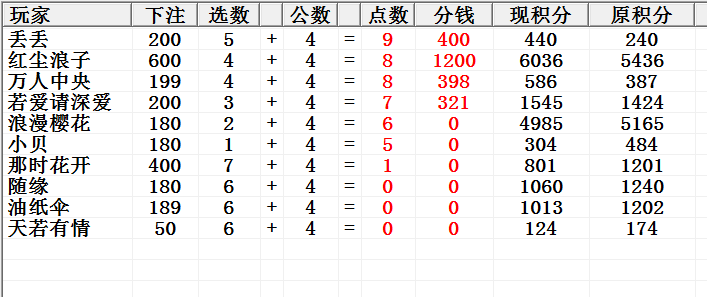 玩家 下注 选数 公数 点数 分钱 现积分 原积分
丢丢 200 5 + 4 = 9 400 440 240
红尘浪子 600 4 + 4 = 8 1200 6036 5436
万人中央 199 4 + 4 = 8 398 586 387
若爱请深爱 200 3 + 4 = 7 321 1545 1424
浪漫樱花 180 2 + 4 = 6 0 4985 5165
小贝 180 1 + 4 = 5 0 304 484
那时花开 400 7 + 4 = 1 0 801 1201
随缘 180 6 + 4 = 0 0 1060 1240
油纸伞 189 6 + 4 = 0 0 1013 1202
天若有情 50 6 + 4 = 0 0 124 174